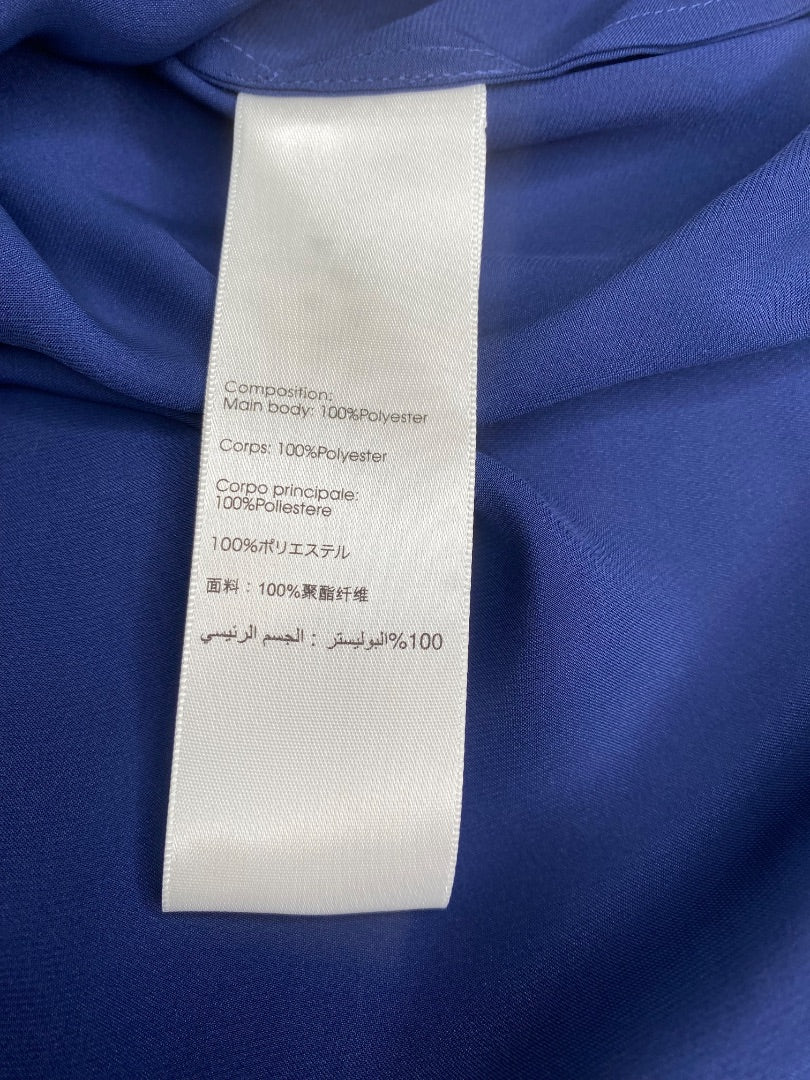 Composition:
Main body: 100%Polyester
Corps: 100%Polyester
Corpo principale:
100%Poliestere
100%ポリエステル
面料：100%聚酯纤维
100%البوليستر : الجسم الرئيسي